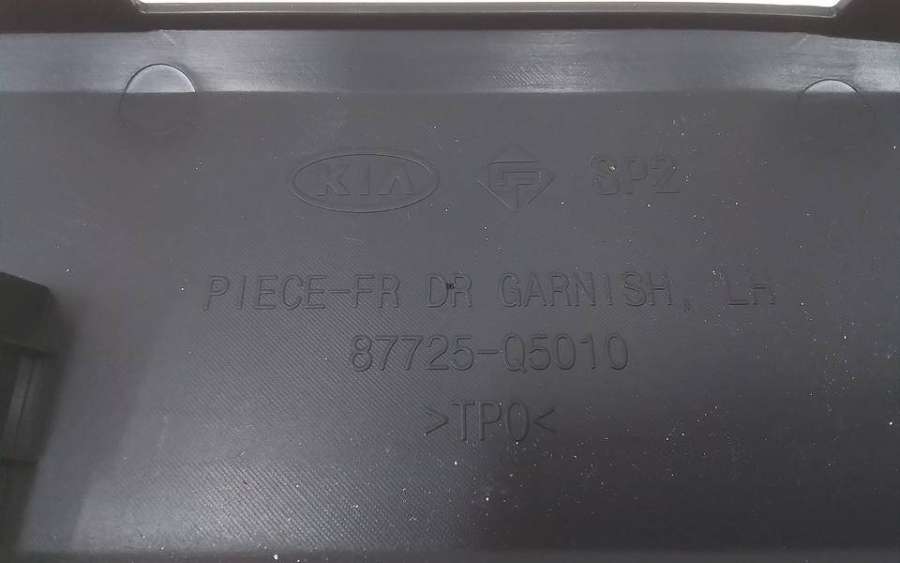 KIA SP2
PIECE-FR DR GARNISH, LH
87725-Q5010
>TPO<